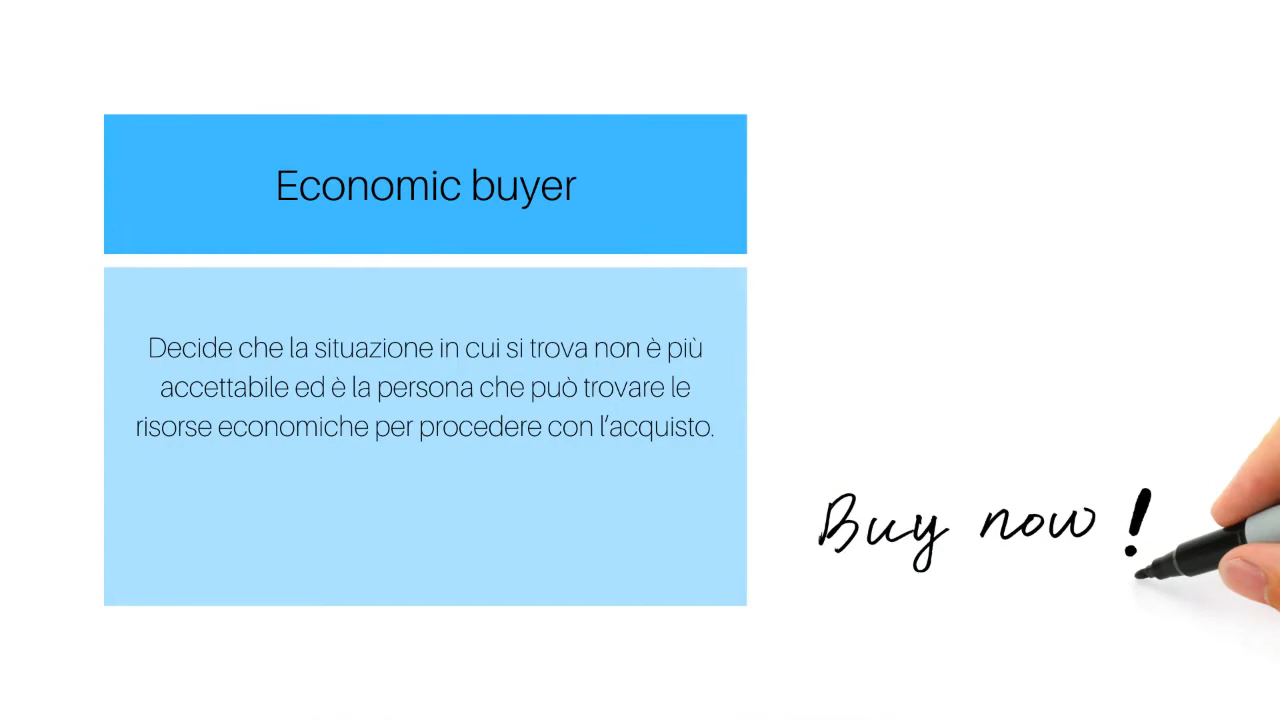 Economic buyer
Decide che la situazione in cui si trova non è più
accettabile ed è la persona che può trovare le
risorse economiche per procedere con l’acquisto.
Buy now!